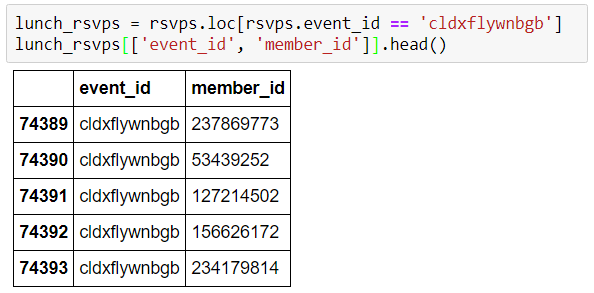 lunch_rsvps = rsvps.loc[rsvps.event_id == 'cldxflywnbgb']
lunch_rsvps[['event_id', 'member_id']].head()
event_id member_id
74389 cldxflywnbgb 237869773
74390 cldxflywnbgb 53439252
74391 cldxflywnbgb 127214502
74392 cldxflywnbgb 156626172
74393 cldxflywnbgb 234179814